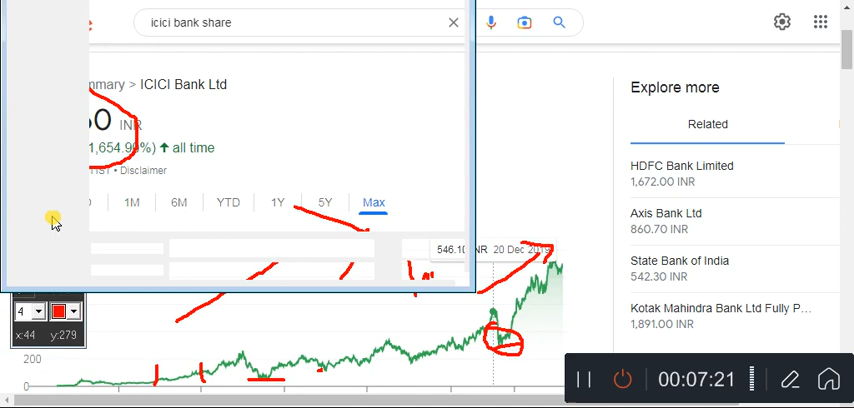 icici bank share
mmary > ICICI Bank Ltd
60 INR
1,654.99%) ↑ all time
IST • Disclaimer
D 1M 6M YTD 1Y 5Y Max
546.10 INR 20 Dec 2019
4
x:44 y:279
200
0
Explore more
Related
HDFC Bank Limited
1,672.00 INR
Axis Bank Ltd
860.70 INR
State Bank of India
542.30 INR
Kotak Mahindra Bank Ltd Fully P...
1,891.00 INR
00:07:21